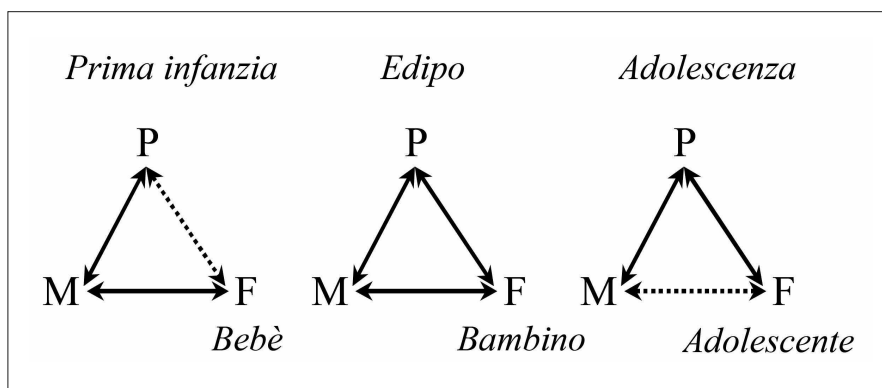 Prima infanzia Edipo Adolescenza
P P P
M F M F M F
Bebè Bambino Adolescente